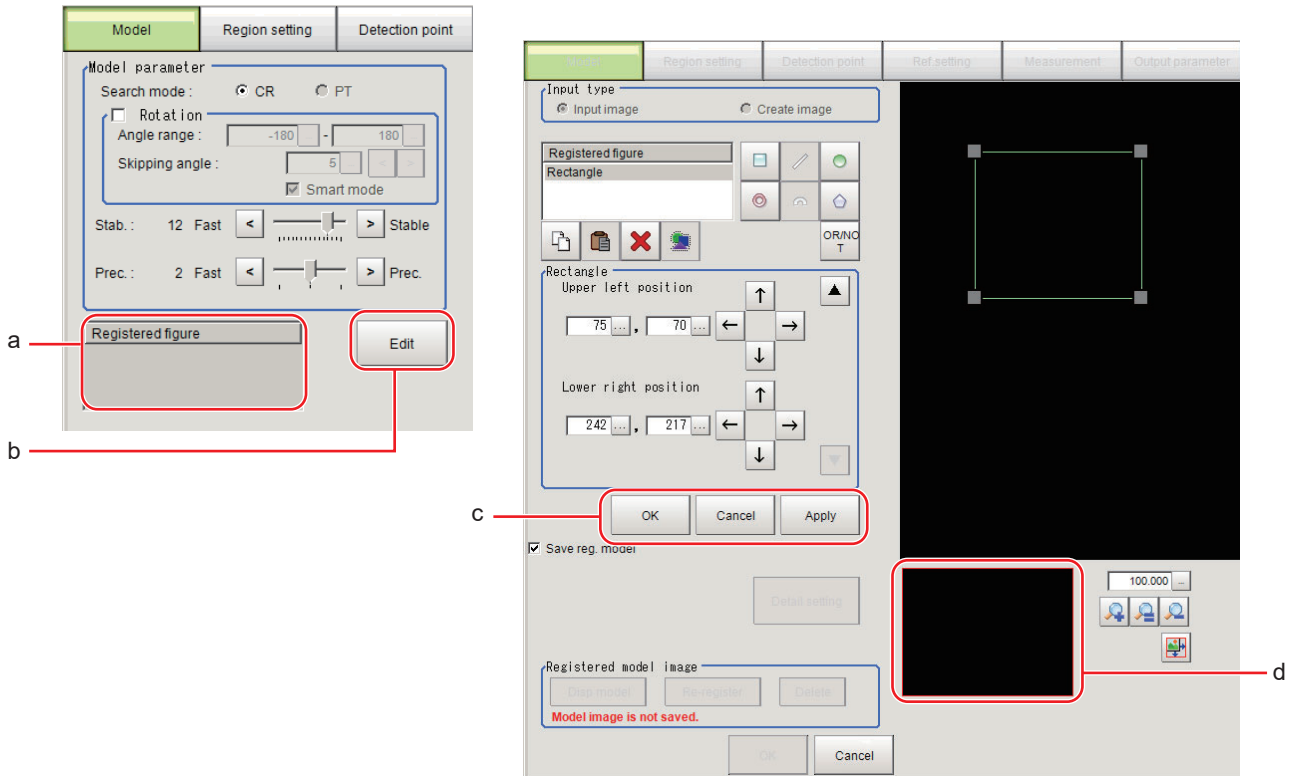 Model Region setting Detection point
Model parameter
Search mode : CR PT
Rotation
Angle range : -180 - 180
Skipping angle : 5 < >
Smart mode
Stab. : 12 Fast < > Stable
Prec. : 2 Fast < > Prec.
Registered figure
Edit
a
b
Model Region setting Detection point Ref.setting Measurement Output parameter
Input type
Input image Create image
Registered figure
Rectangle
OR/NO
T
Rectangle
Upper left position
75 ... , 70 ...
Lower right position
242 ... , 217 ...
c
OK Cancel Apply
Save reg. model
Detail setting
100.000
d
Registered model image
Disp model Re-register Delete
Model image is not saved.
OK Cancel